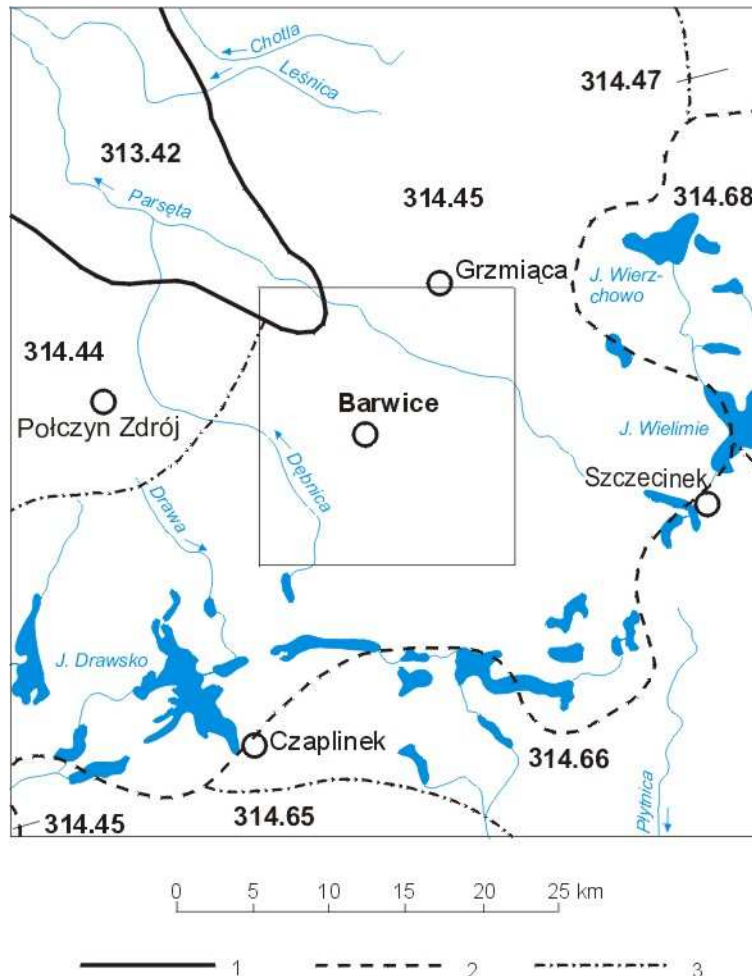 Chotla
Leśnica
314.47
313.42
Parsęta
314.45
314.68
Grzmiąca
J. Wierz-
chowo
314.44
Połczyn Zdrój
Barwice
J. Wielimie
Dębnica
Szczecinek
Drawa
J. Drawsko
Czaplinek
314.66
314.45
314.65
Płytnica
0 5 10 15 20 25 km
1 2 3